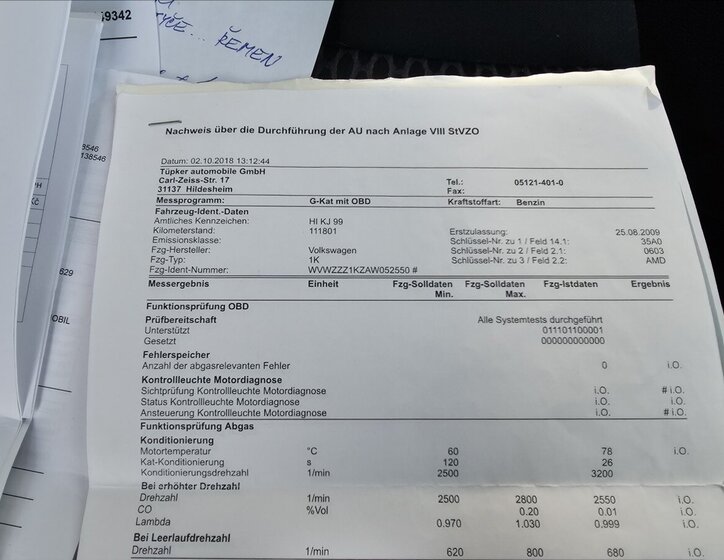 49342
ŘEMEN
8546
138546
PH
Kč
629
OBIL
Nachweis über die Durchführung der AU nach Anlage VIII StVZO
Datum: 02.10.2018 13:12:44
Tüpker automobile GmbH
Carl-Zeiss-Str. 17 Tel.: 05121-401-0
31137 Hildesheim Fax:
Messprogramm: G-Kat mit OBD Kraftstoffart: Benzin
Fahrzeug-Ident.-Daten
Amtliches Kennzeichen: HI KJ 99
Kilometerstand: 111801 Erstzulassung: 25.08.2009
Emissionsklasse: Schlüssel-Nr. zu 1 / Feld 14.1: 35A0
Fzg-Hersteller: Volkswagen Schlüssel-Nr. zu 2 / Feld 2.1: 0603
Fzg-Typ: 1K Schlüssel-Nr. zu 3 / Feld 2.2: AMD
Fzg-Ident-Nummer: WVWZZZ1KZAW052550 #
Messergebnis Einheit Fzg-Solldaten Fzg-Solldaten Fzg-Istdaten Ergebnis
Min. Max.
Funktionsprüfung OBD
Prüfbereitschaft Alle Systemtests durchgeführt
Unterstützt 011101100001
Gesetzt 000000000000
Fehlerspeicher
Anzahl der abgasrelevanten Fehler 0 i.O.
Kontrollleuchte Motordiagnose
Sichtprüfung Kontrollleuchte Motordiagnose i.O. # i.O.
Status Kontrollleuchte Motordiagnose i.O. i.O.
Ansteuerung Kontrollleuchte Motordiagnose i.O. # i.O.
Funktionsprüfung Abgas
Konditionierung
Motortemperatur °C 60 78 i.O.
Kat-Konditionierung s 120 26
Konditionierungsdrehzahl 1/min 2500 3200
Bei erhöhter Drehzahl
Drehzahl 1/min 2500 2800 2550 i.O.
CO %Vol 0.20 0.01 i.O.
Lambda 0.970 1.030 0.999 i.O.
Bei Leerlaufdrehzahl
Drehzahl 1/min 620 800 680 i.O.